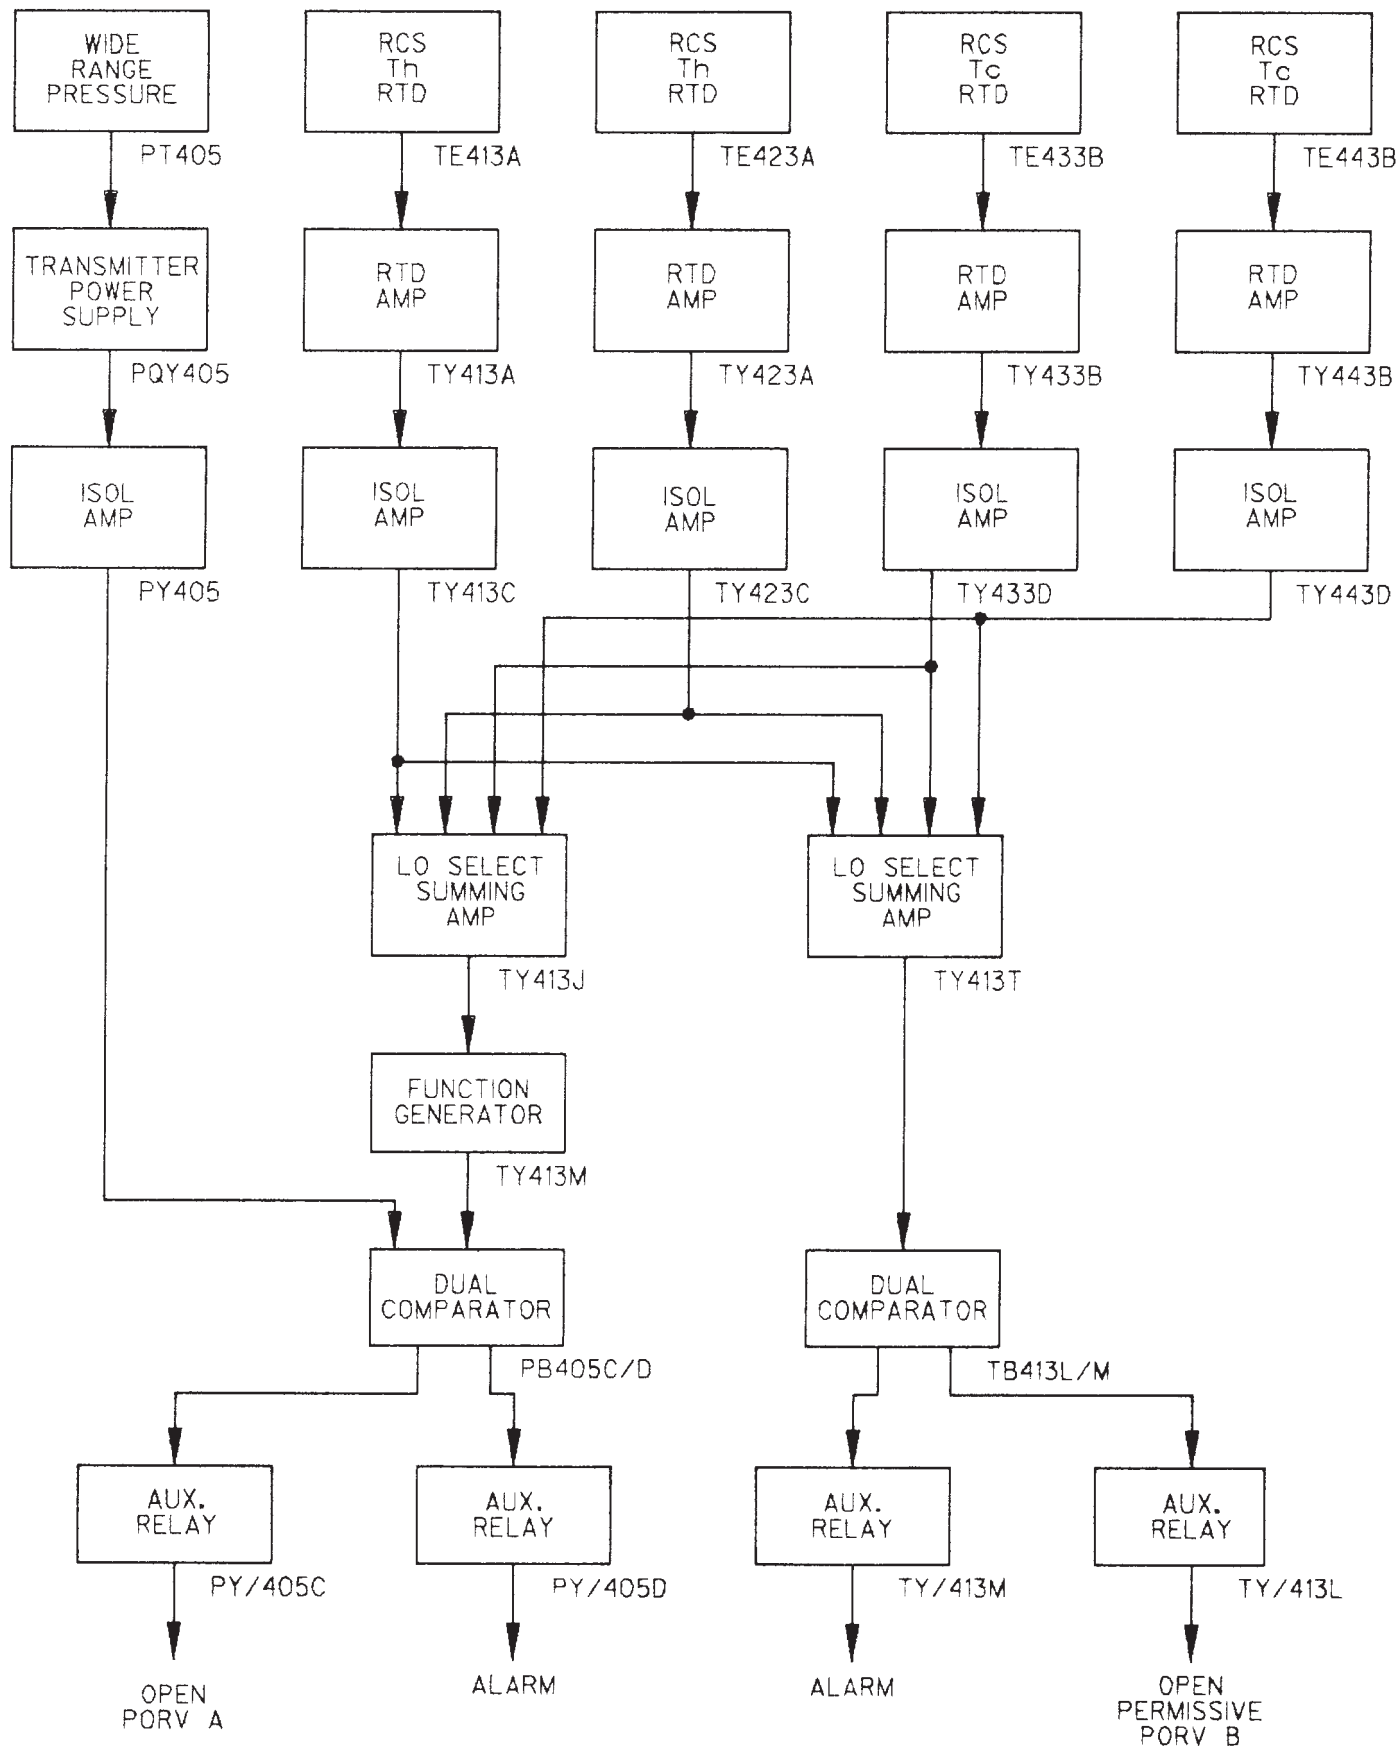 WIDE
RANGE
PRESSURE
RCS
Th
RTD
RCS
Th
RTD
RCS
Tc
RTD
RCS
Tc
RTD
PT405
TE413A
TE423A
TE433B
TE443B
TRANSMITTER
POWER
SUPPLY
RTD
AMP
RTD
AMP
RTD
AMP
RTD
AMP
PQY405
TY413A
TY423A
TY433B
TY443B
ISOL
AMP
ISOL
AMP
ISOL
AMP
ISOL
AMP
ISOL
AMP
PY405
TY413C
TY423C
TY433D
TY443D
LO SELECT
SUMMING
AMP
LO SELECT
SUMMING
AMP
TY413J
TY413T
FUNCTION
GENERATOR
TY413M
DUAL
COMPARATOR
DUAL
COMPARATOR
PB405C/D
TB413L/M
AUX.
RELAY
AUX.
RELAY
AUX.
RELAY
AUX.
RELAY
PY/405C
PY/405D
TY/413M
TY/413L
OPEN
PORV A
ALARM
ALARM
OPEN
PERMISSIVE
PORV B